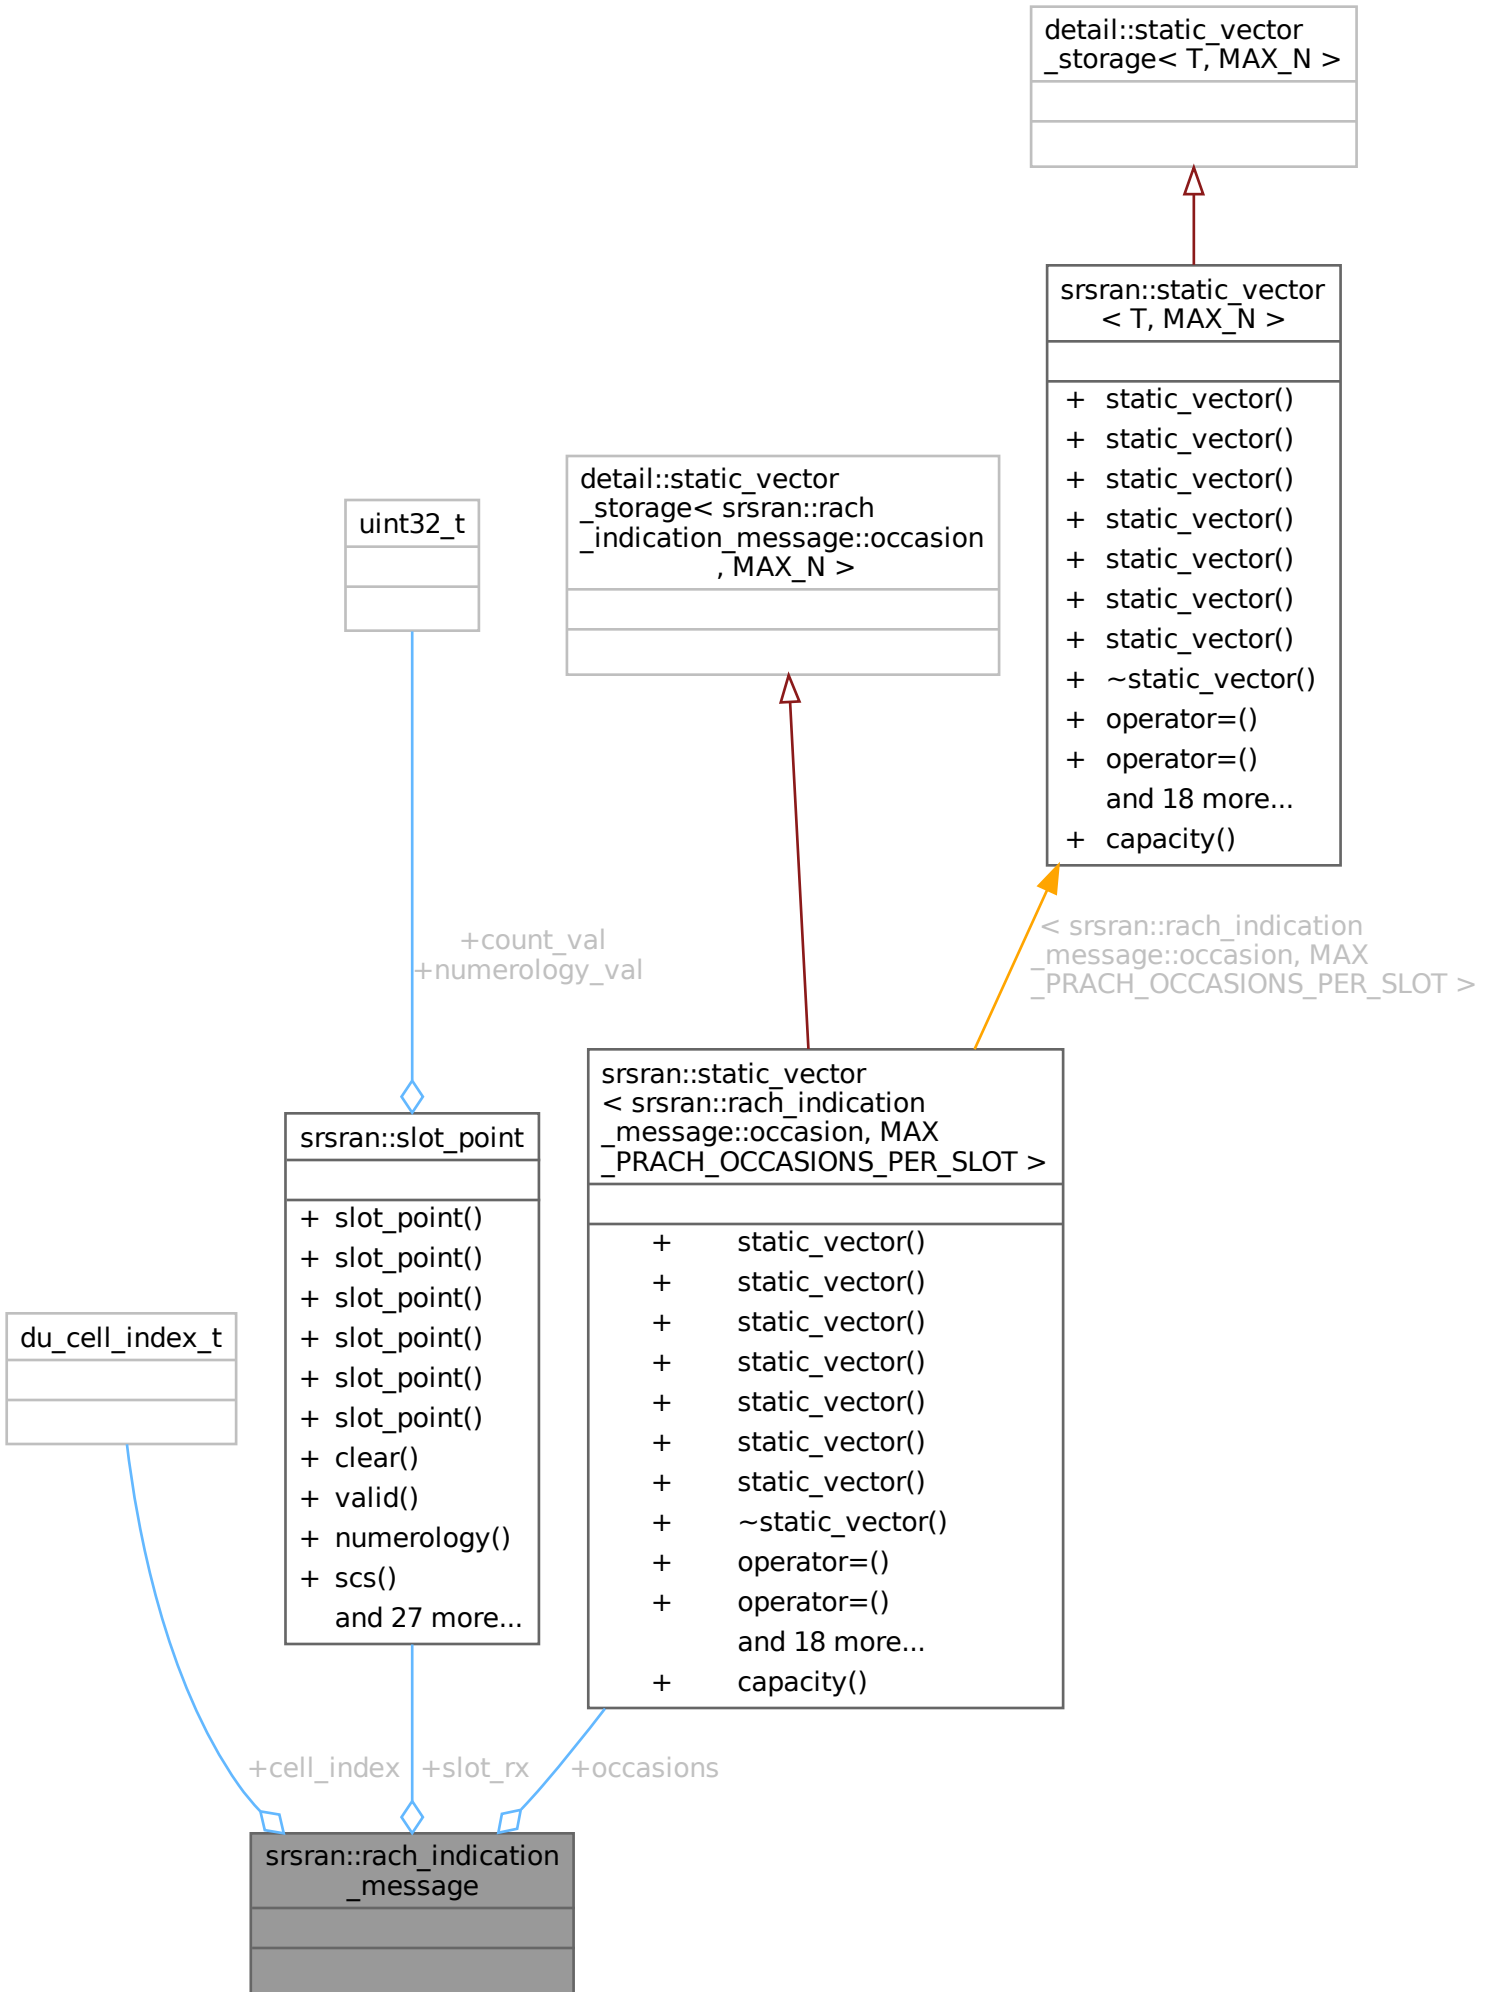 detail::static_vector
_storage< T, MAX_N >
srsran::static_vector
< T, MAX_N >
+ static_vector()
+ static_vector()
+ static_vector()
+ static_vector()
+ static_vector()
+ static_vector()
+ static_vector()
+ ~static_vector()
+ operator=()
+ operator=()
and 18 more...
+ capacity()
detail::static_vector
_storage< srsran::rach
_indication_message::occasion
, MAX_N >
uint32_t
+count_val
+numerology_val
< srsran::rach_indication
_message::occasion, MAX
_PRACH_OCCASIONS_PER_SLOT >
srsran::static_vector
< srsran::rach_indication
_message::occasion, MAX
_PRACH_OCCASIONS_PER_SLOT >
+ static_vector()
+ static_vector()
+ static_vector()
+ static_vector()
+ static_vector()
+ static_vector()
+ static_vector()
+ ~static_vector()
+ operator=()
+ operator=()
and 18 more...
+ capacity()
srsran::slot_point
+ slot_point()
+ slot_point()
+ slot_point()
+ slot_point()
+ slot_point()
+ slot_point()
+ clear()
+ valid()
+ numerology()
+ scs()
and 27 more...
du_cell_index_t
+cell_index
+slot_rx
+occasions
srsran::rach_indication
_message